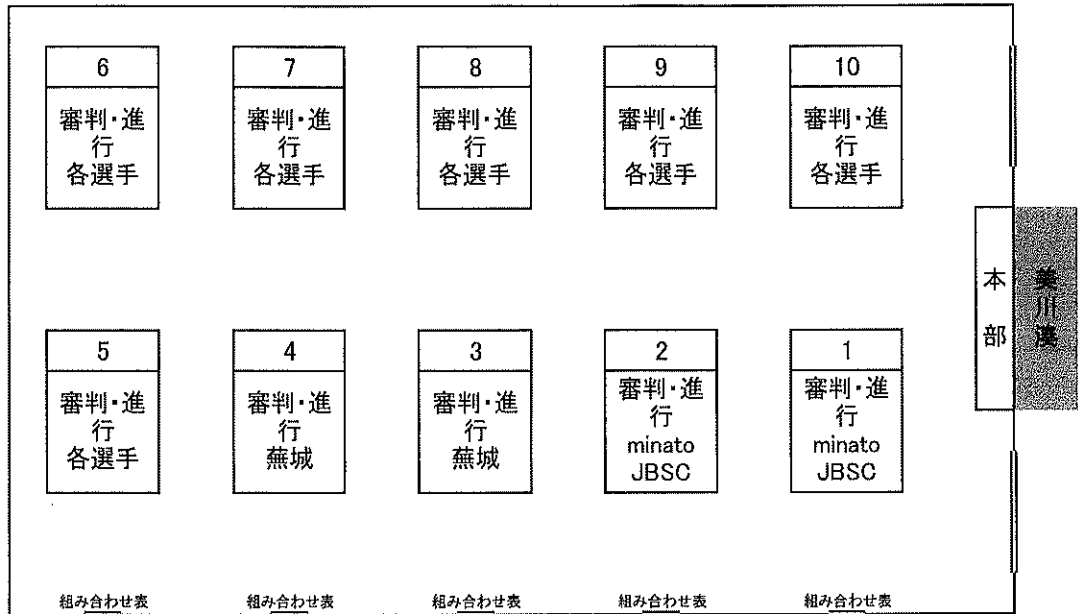 6
審判・進
行
各選手
7
審判・進
行
各選手
8
審判・進
行
各選手
9
審判・進
行
各選手
10
審判・進
行
各選手
本部
美川湊
5
審判・進
行
各選手
4
審判・進
行
蕪城
3
審判・進
行
蕪城
2
審判・進
行
minato
JBSC
1
審判・進
行
minato
JBSC
組み合わせ表
組み合わせ表
組み合わせ表
組み合わせ表
組み合わせ表